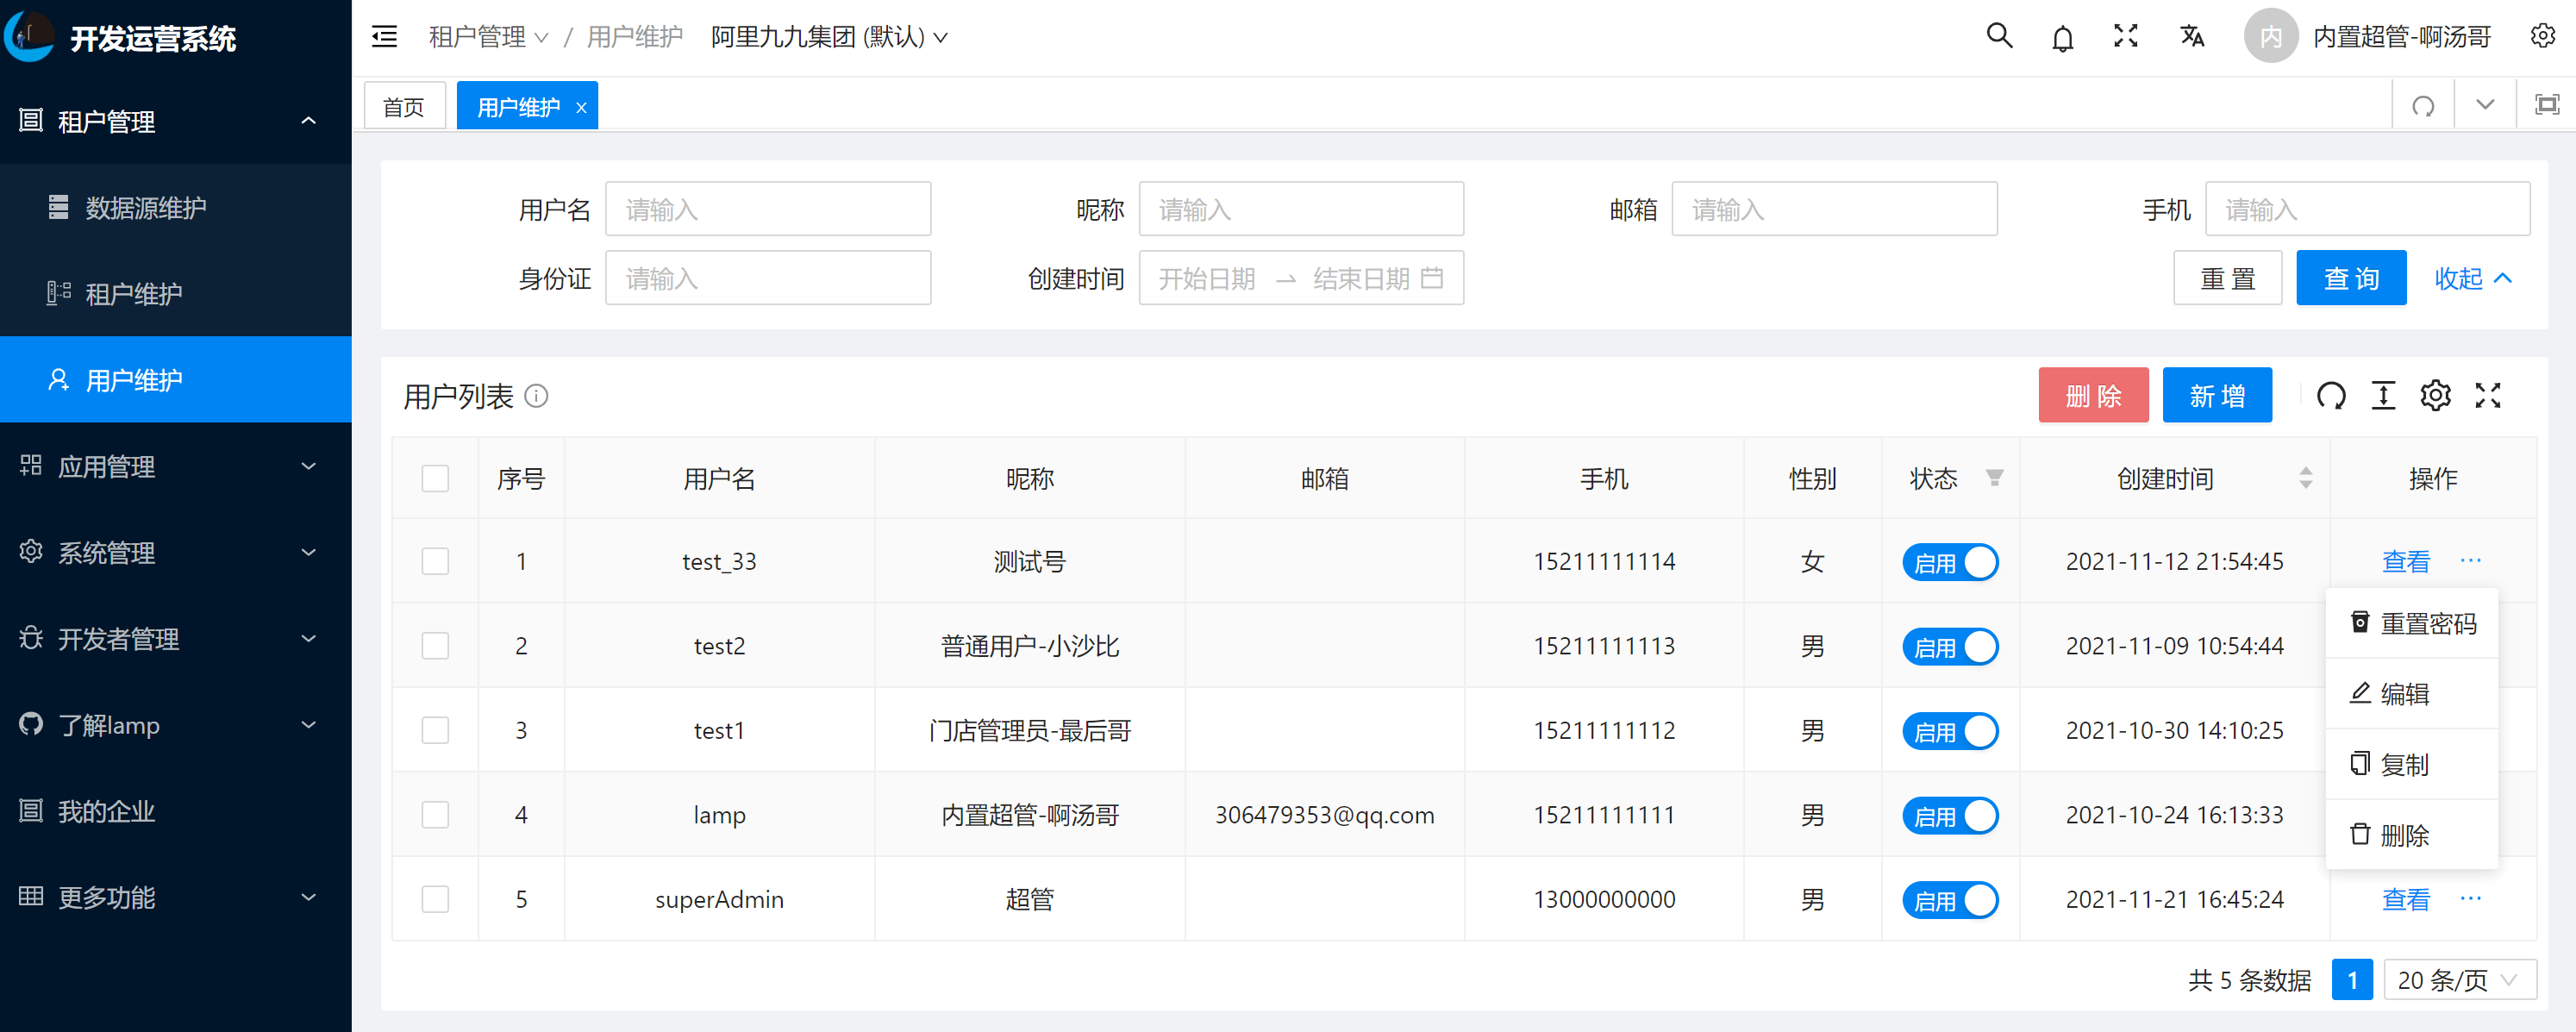 开发运营系统
租户管理 / 用户维护 阿里九九集团 (默认)
内 内置超管-啊汤哥
首页 用户维护 ×
租户管理
数据源维护
租户维护
用户维护
应用管理
系统管理
开发者管理
了解lamp
我的企业
更多功能
用户名 请输入 昵称 请输入 邮箱 请输入 手机 请输入
身份证 请输入 创建时间 开始日期 → 结束日期 重 置 查 询 收起
用户列表 删 除 新 增
序号 用户名 昵称 邮箱 手机 性别 状态 创建时间 操作
1 test_33 测试号 15211111114 女 启用 2021-11-12 21:54:45 查看 ···
2 test2 普通用户-小沙比 15211111113 男 启用 2021-11-09 10:54:44
3 test1 门店管理员-最后哥 15211111112 男 启用 2021-10-30 14:10:25
4 lamp 内置超管-啊汤哥 306479353@qq.com 15211111111 男 启用 2021-10-24 16:13:33
5 superAdmin 超管 13000000000 男 启用 2021-11-21 16:45:24 查看 ···
重置密码
编辑
复制
删除
共 5 条数据 1 20 条/页